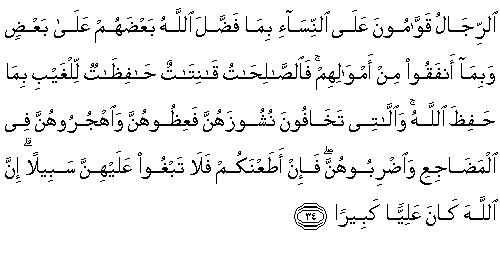 ٱلرِّجَالُ قَوَّٰمُونَ عَلَى ٱلنِّسَآءِ بِمَا فَضَّلَ ٱللَّهُ بَعْضَهُمْ عَلَىٰ بَعْضٍ
وَبِمَآ أَنفَقُوا۟ مِنْ أَمْوَٰلِهِمْ ۚ فَٱلصَّٰلِحَٰتُ قَٰنِتَٰتٌ حَٰفِظَٰتٌ لِّلْغَيْبِ بِمَا
حَفِظَ ٱللَّهُ ۚ وَٱلَّٰتِى تَخَافُونَ نُشُوزَهُنَّ فَعِظُوهُنَّ وَٱهْجُرُوهُنَّ فِى
ٱلْمَضَاجِعِ وَٱضْرِبُوهُنَّ ۖ فَإِنْ أَطَعْنَكُمْ فَلَا تَبْغُوا۟ عَلَيْهِنَّ سَبِيلًا ۗ إِنَّ
ٱللَّهَ كَانَ عَلِيًّا كَبِيرًا ﴿٣٤﴾